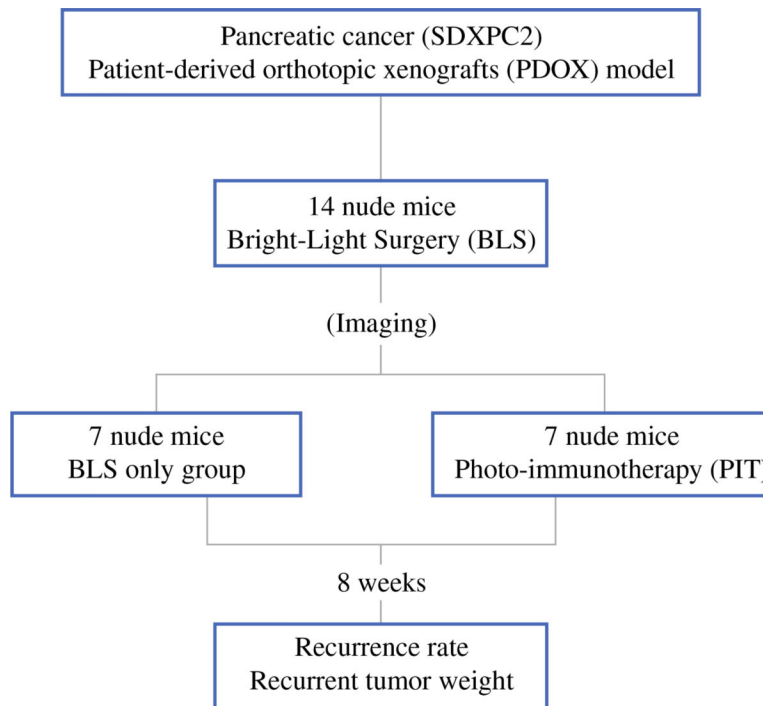 Pancreatic cancer (SDXPC2)
Patient-derived orthotopic xenografts (PDOX) model
14 nude mice
Bright-Light Surgery (BLS)
(Imaging)
7 nude mice
BLS only group
7 nude mice
Photo-immunotherapy (PIT)
8 weeks
Recurrence rate
Recurrent tumor weight